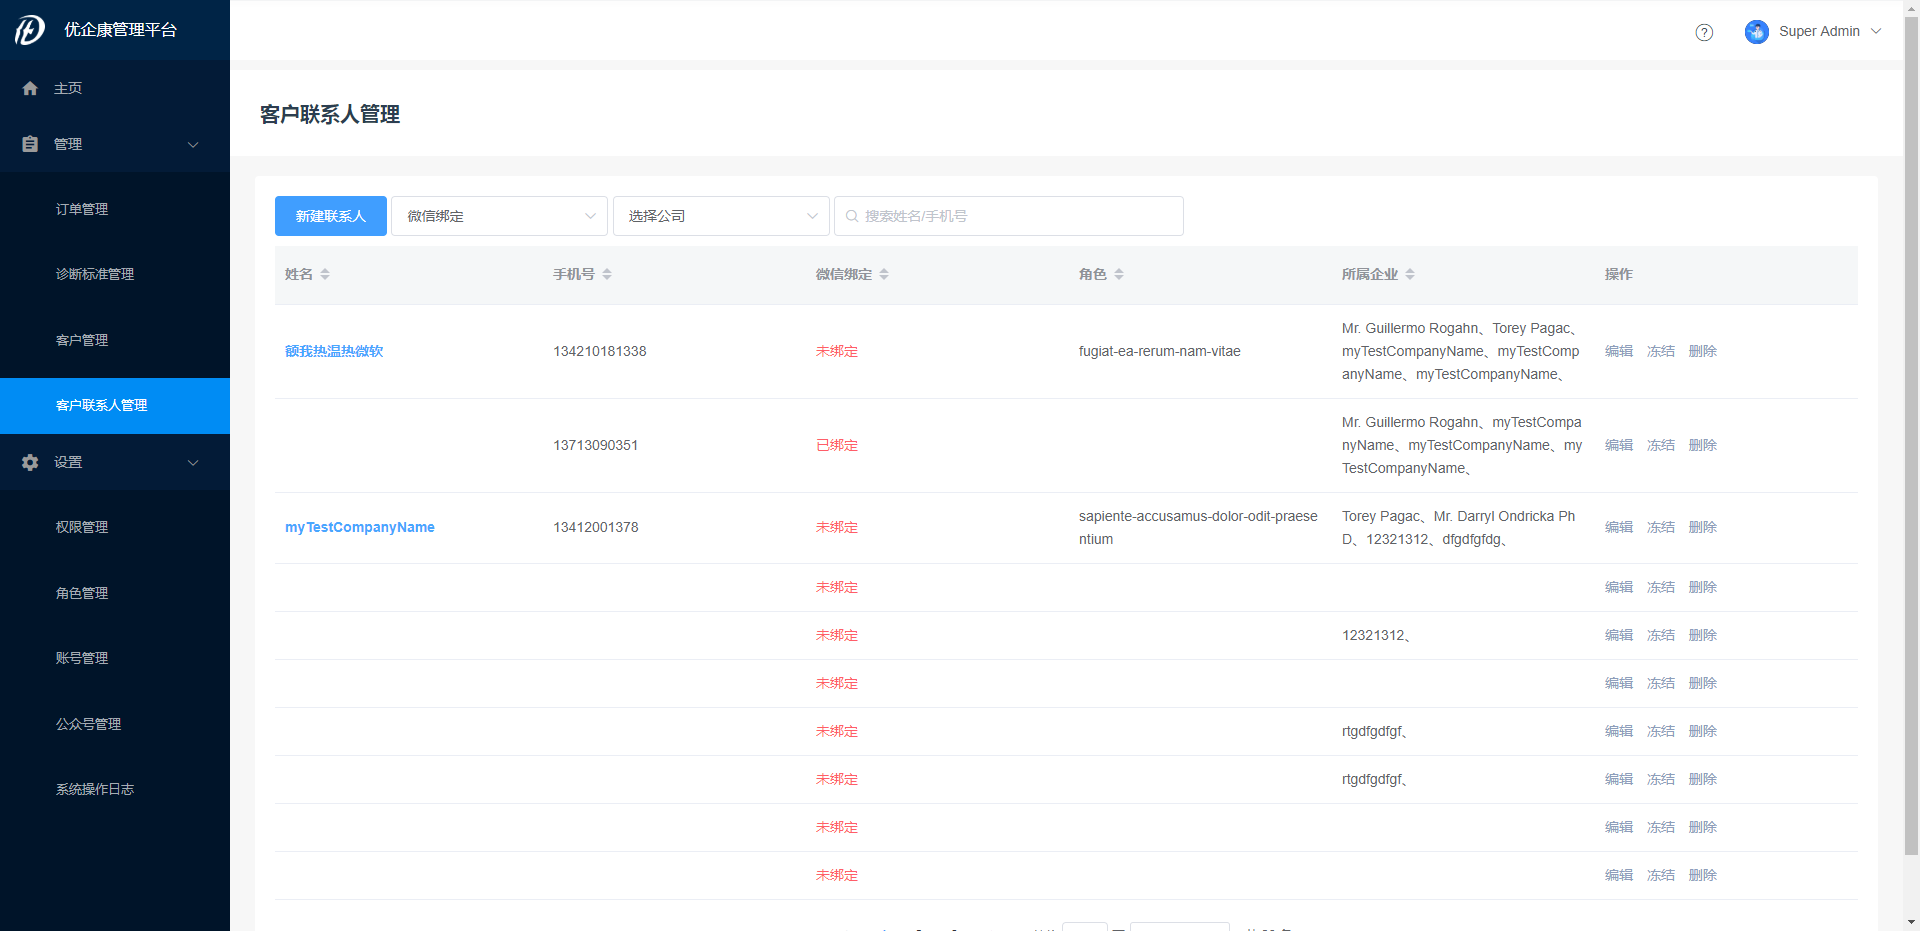 优企康管理平台
Super Admin
主页
管理
订单管理
诊断标准管理
客户管理
客户联系人管理
设置
权限管理
角色管理
账号管理
公众号管理
系统操作日志
客户联系人管理
新建联系人 微信绑定 选择公司 搜索姓名/手机号
姓名 手机号 微信绑定 角色 所属企业 操作
额我热温热微软 134210181338 未绑定 fugiat-ea-rerum-nam-vitae Mr. Guillermo Rogahn、Torey Pagac、 编辑 冻结 删除
myTestCompanyName、myTestComp
anyName、myTestCompanyName、
13713090351 已绑定 Mr. Guillermo Rogahn、myTestCompa 编辑 冻结 删除
nyName、myTestCompanyName、my
TestCompanyName、
myTestCompanyName 13412001378 未绑定 sapiente-accusamus-dolor-odit-praese Torey Pagac、Mr. Darryl Ondricka Ph 编辑 冻结 删除
ntium D、12321312、dfgdfgfdg、
未绑定 编辑 冻结 删除
未绑定 12321312、 编辑 冻结 删除
未绑定 编辑 冻结 删除
未绑定 rtgdfgdfgf、 编辑 冻结 删除
未绑定 rtgdfgdfgf、 编辑 冻结 删除
未绑定 编辑 冻结 删除
未绑定 编辑 冻结 删除